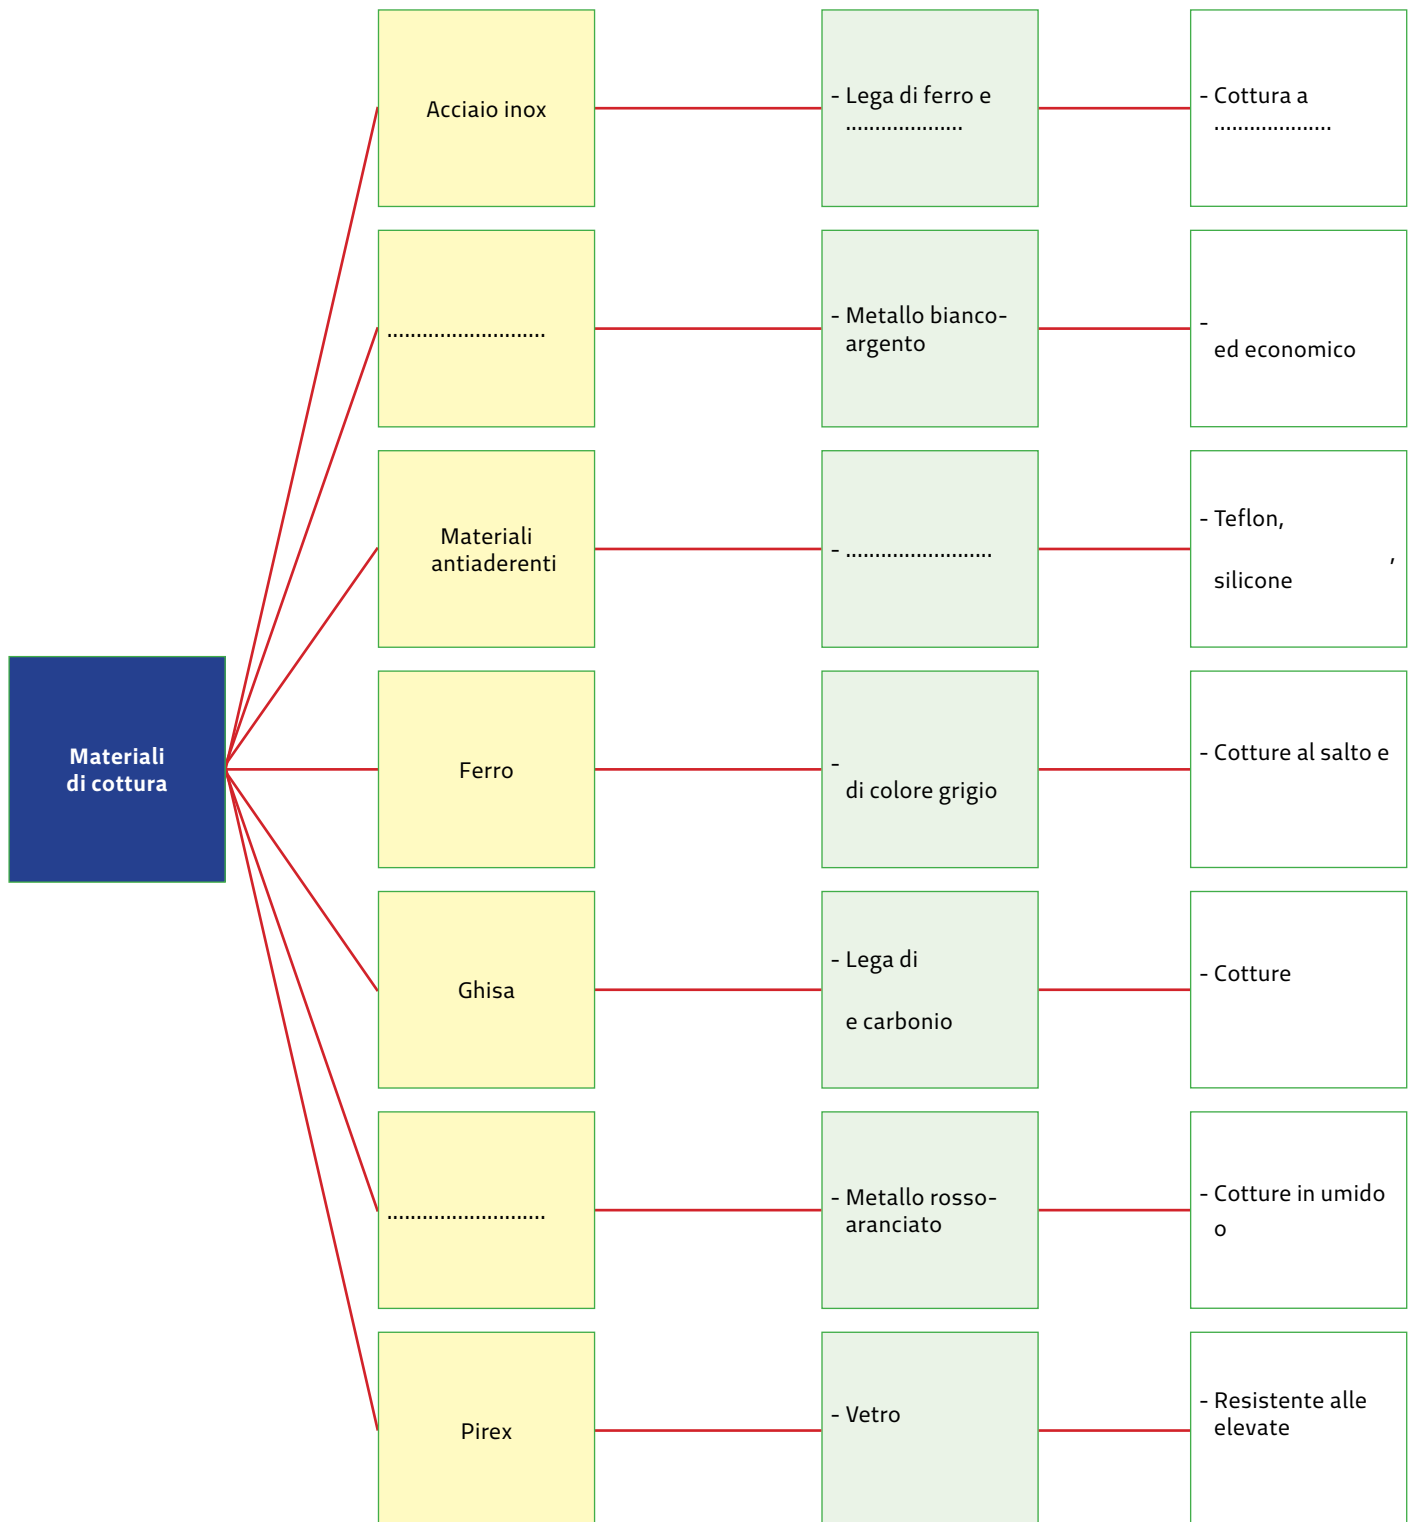 Acciaio inox
- Lega di ferro e
....................
- Cottura a
....................
...........................
- Metallo bianco-
argento
-
ed economico
Materiali
antiaderenti
- .........................
- Teflon,
,
silicone
Materiali
di cottura
Ferro
-
di colore grigio
- Cotture al salto e
Ghisa
- Lega di
e carbonio
- Cotture
...........................
- Metallo rosso-
aranciato
- Cotture in umido
o
Pirex
- Vetro
- Resistente alle
elevate